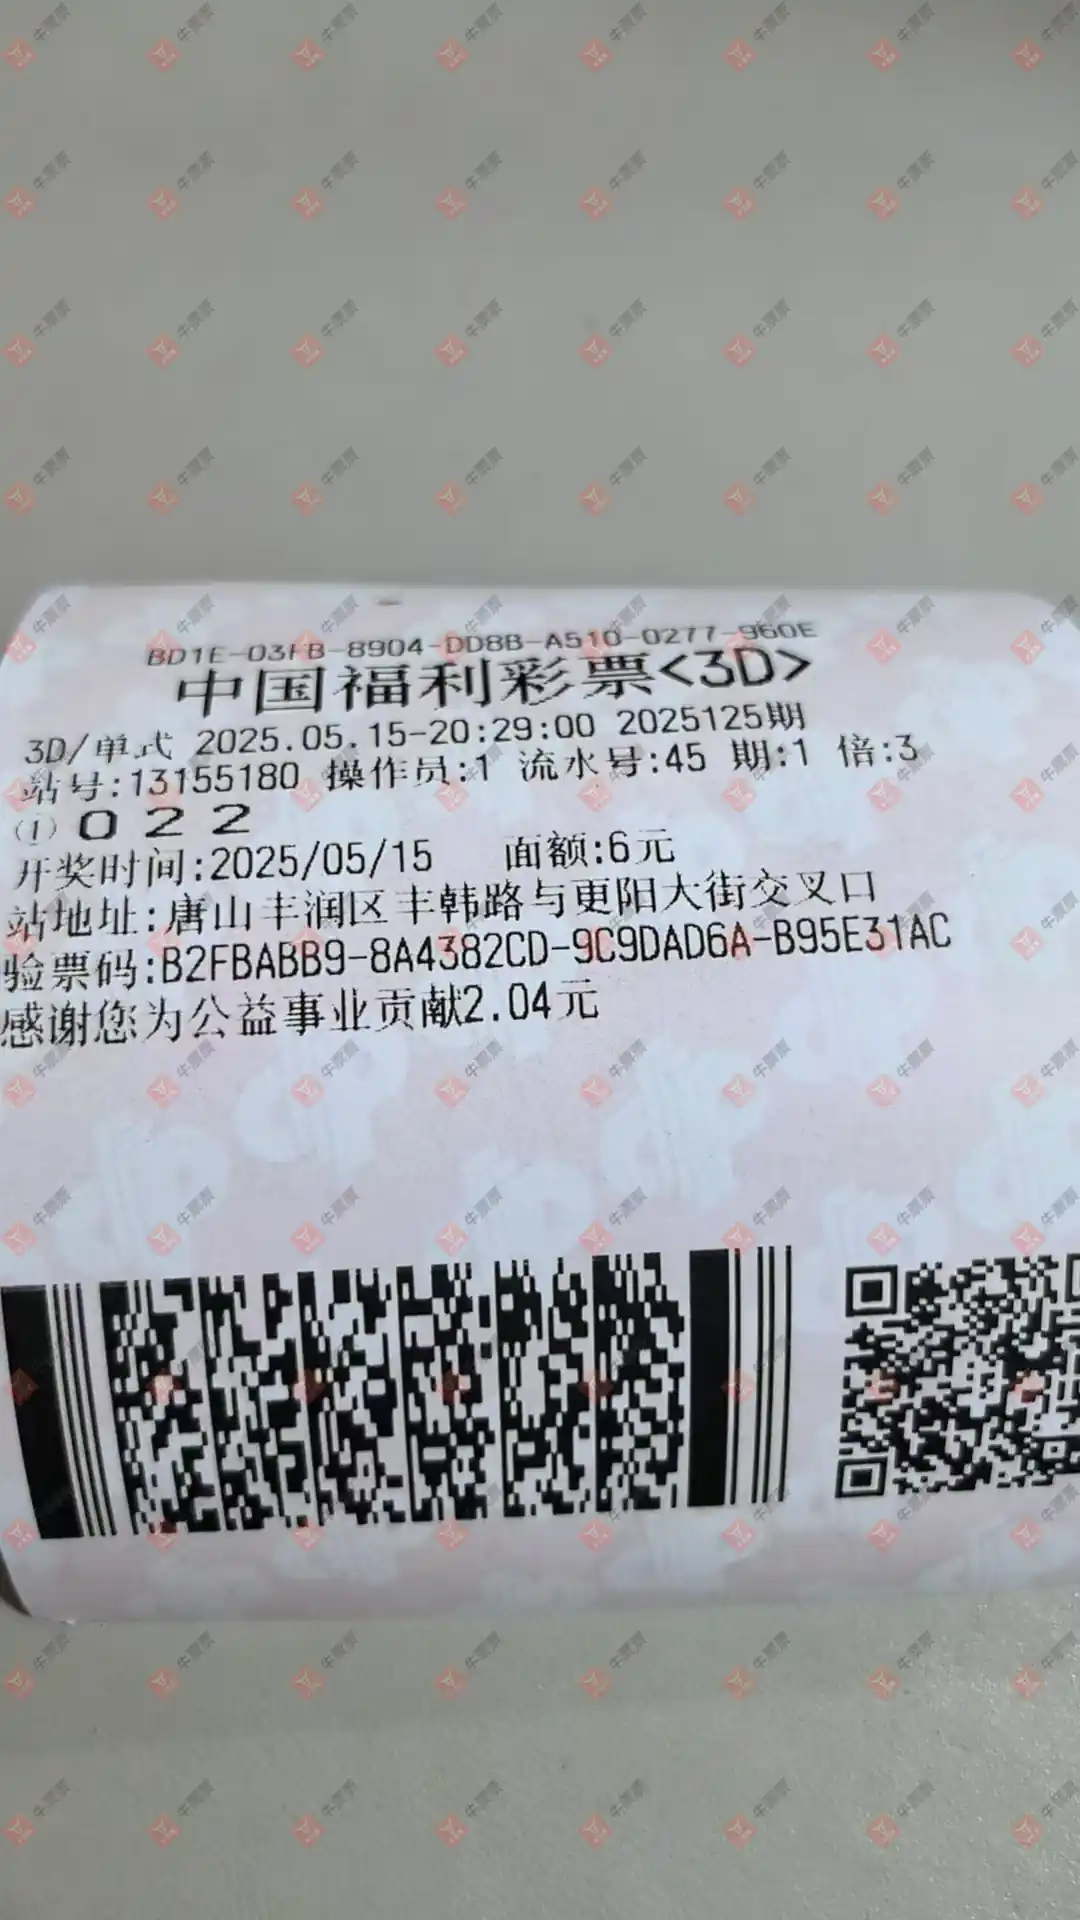 BD1E-03FB-8904-DD8B-A510-0277-960E
中国福利彩票<3D>
3D/单式 2025.05.15-20:29:00 2025125期
站号:13155180 操作员:1 流水号:45 期:1 倍:3
(1) 0 2 2
开奖时间:2025/05/15 面额:6元
站地址:唐山丰润区丰韩路与更阳大街交叉口
验票码:B2FBABB9-8A4382CD-9C9DAD6A-B95E31AC
感谢您为公益事业贡献2.04元